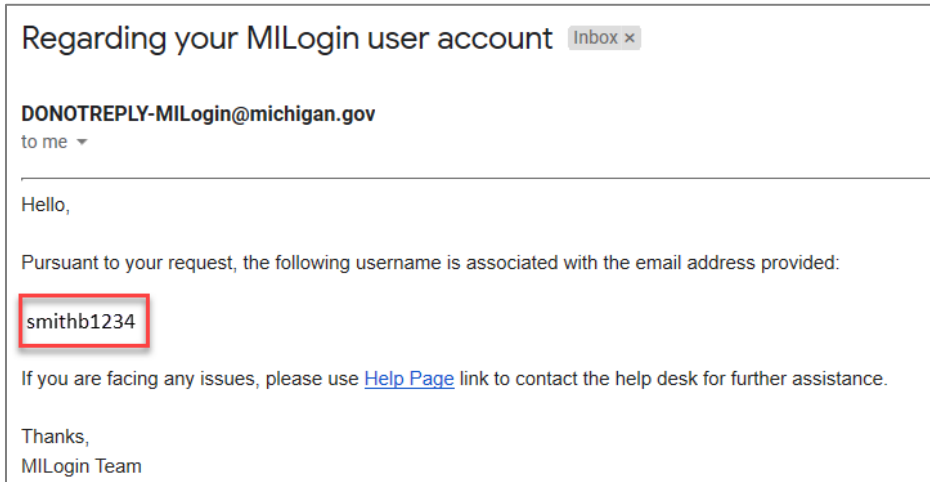 Regarding your MILogin user account Inbox ×
DONOTREPLY-MILogin@michigan.gov
to me
Hello,
Pursuant to your request, the following username is associated with the email address provided:
smithb1234
If you are facing any issues, please use Help Page link to contact the help desk for further assistance.
Thanks,
MILogin Team